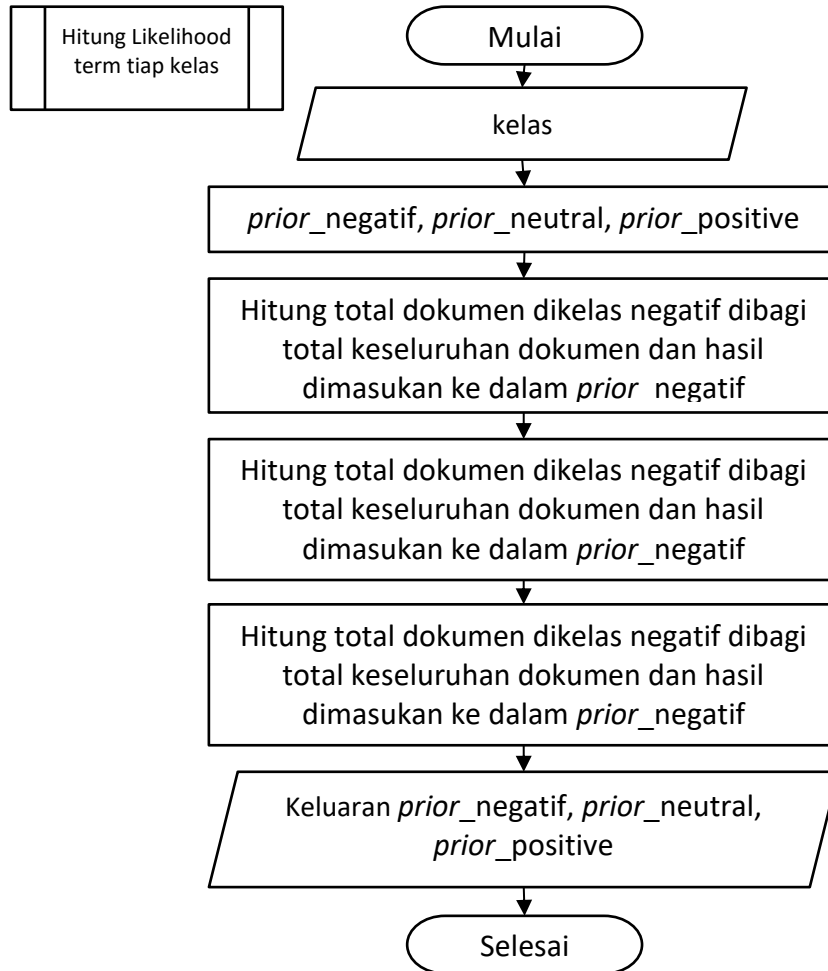 Hitung Likelihood
term tiap kelas
Mulai
kelas
prior_negatif, prior_neutral, prior_positive
Hitung total dokumen dikelas negatif dibagi
total keseluruhan dokumen dan hasil
dimasukan ke dalam prior_negatif
Hitung total dokumen dikelas negatif dibagi
total keseluruhan dokumen dan hasil
dimasukan ke dalam prior_negatif
Hitung total dokumen dikelas negatif dibagi
total keseluruhan dokumen dan hasil
dimasukan ke dalam prior_negatif
Keluaran prior_negatif, prior_neutral,
prior_positive
Selesai